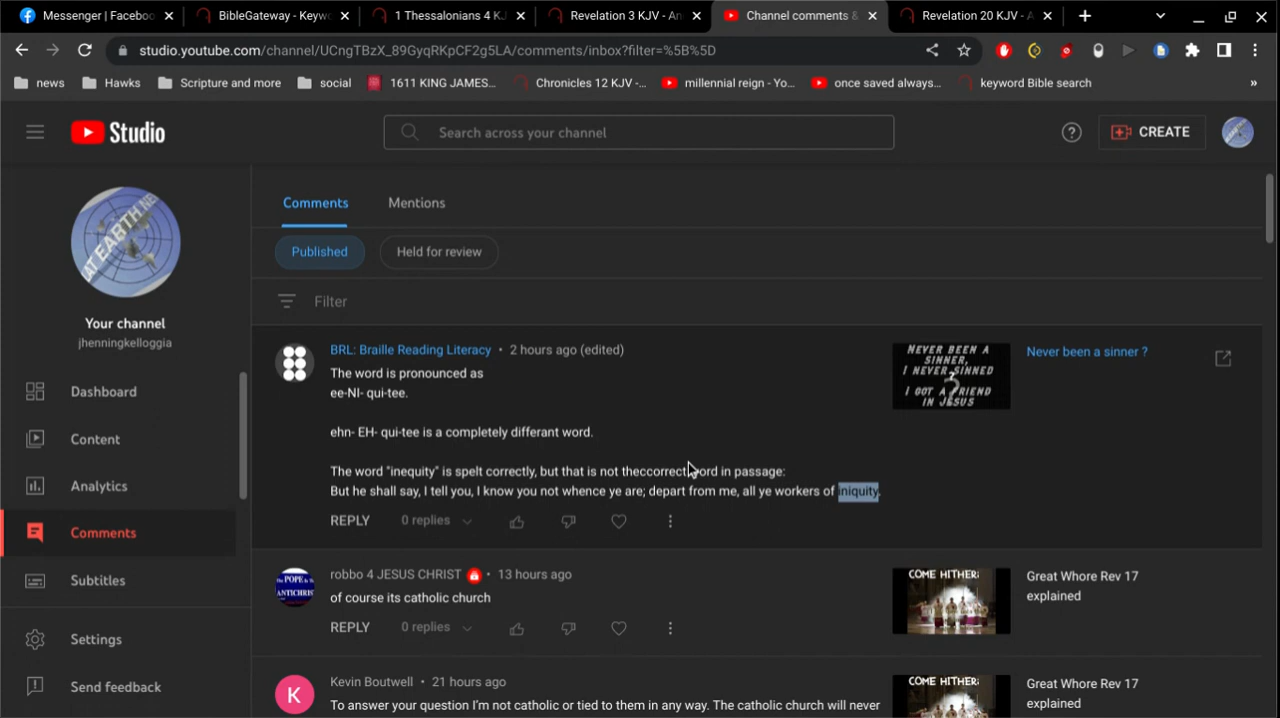 Messenger | Faceboo
BibleGateway - Keyw
1 Thessalonians 4 KJ
Revelation 3 KJV - An
Channel comments &
Revelation 20 KJV - A
studio.youtube.com/channel/UCngTBzX_89GyqRKpCF2g5LA/comments/inbox?filter=%5B%5D
news
Hawks
Scripture and more
social
1611 KING JAMES...
Chronicles 12 KJV -...
millennial reign - Yo...
once saved always...
keyword Bible search
»
Studio
Search across your channel
CREATE
AT EARTH NE
Your channel
jhenningkelloggia
Dashboard
Content
Analytics
Comments
Subtitles
Settings
Send feedback
Comments
Mentions
Published
Held for review
Filter
BRL: Braille Reading Literacy • 2 hours ago (edited)
The word is pronounced as
ee-NI- qui-tee.
ehn- EH- qui-tee is a completely differant word.
The word "inequity" is spelt correctly, but that is not theccorrect word in passage:
But he shall say, I tell you, I know you not whence ye are; depart from me, all ye workers of iniquity.
REPLY
0 replies
NEVER BEEN A
SINNER,
I NEVER SINNED
?
I GOT A FRIEND
IN JESUS
Never been a sinner ?
robbo 4 JESUS CHRIST • 13 hours ago
of course its catholic church
REPLY
0 replies
POPE
ANTICHRIST
COME HITHER;
Great Whore Rev 17
explained
K
Kevin Boutwell • 21 hours ago
To answer your question I'm not catholic or tied to them in any way. The catholic church will never
COME HITHER;
Great Whore Rev 17
explained